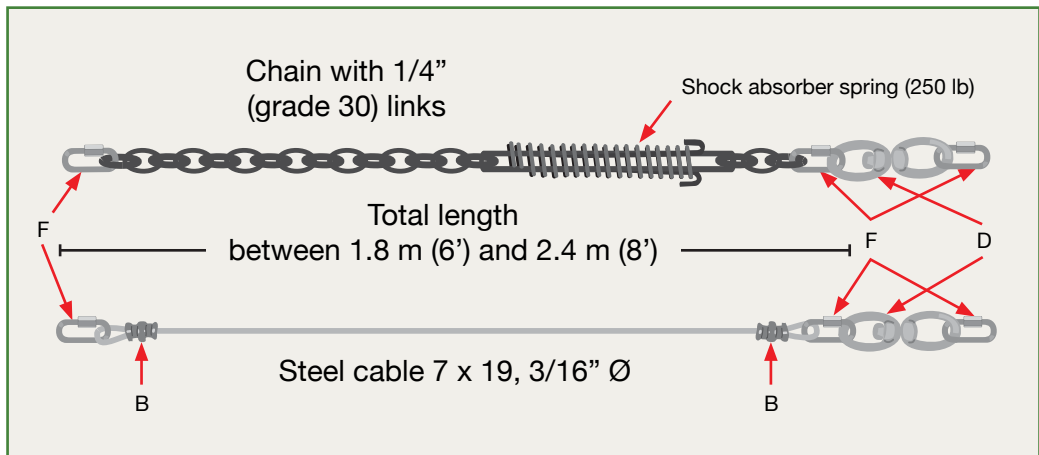 Chain with 1/4”
(grade 30) links
Shock absorber spring (250 lb)
F
Total length
between 1.8 m (6’) and 2.4 m (8’)
F
D
B
Steel cable 7 x 19, 3/16” Ø
B